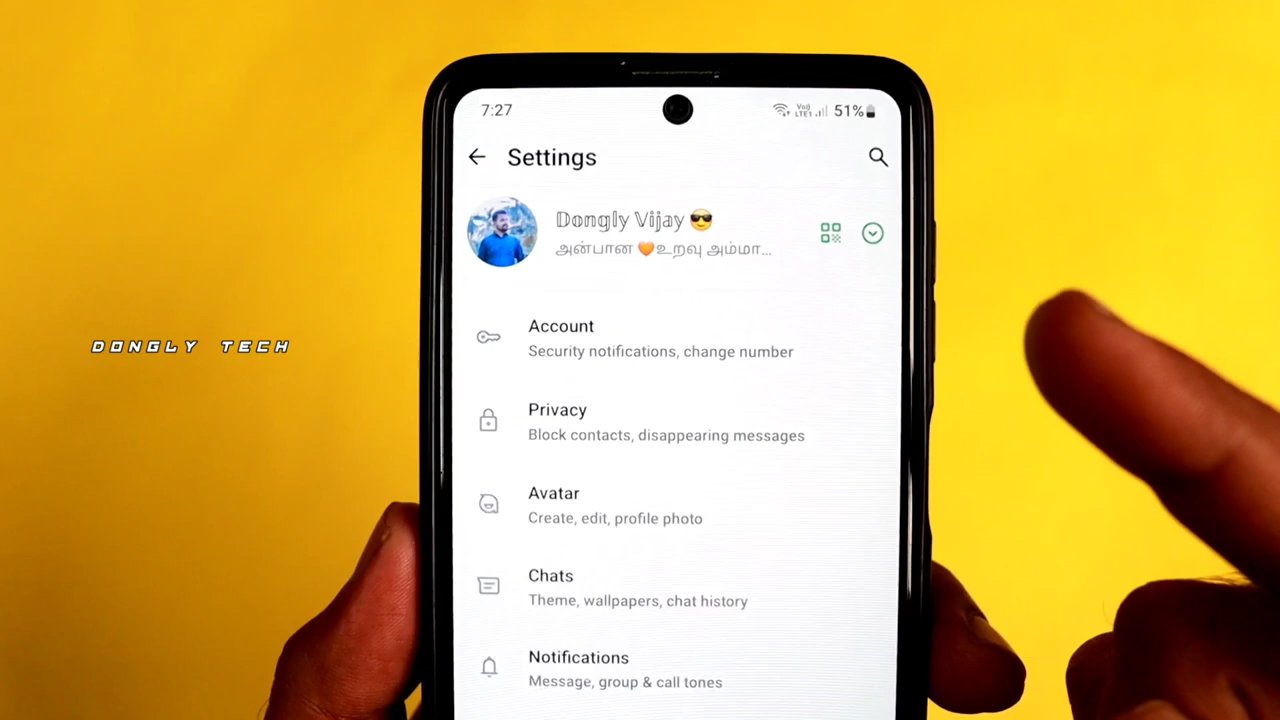 7:27
51%
Settings
Dongly Vijay 😎
அன்பான 🧡உறவு அம்மா...
DONGLY TECH
Account
Security notifications, change number
Privacy
Block contacts, disappearing messages
Avatar
Create, edit, profile photo
Chats
Theme, wallpapers, chat history
Notifications
Message, group & call tones